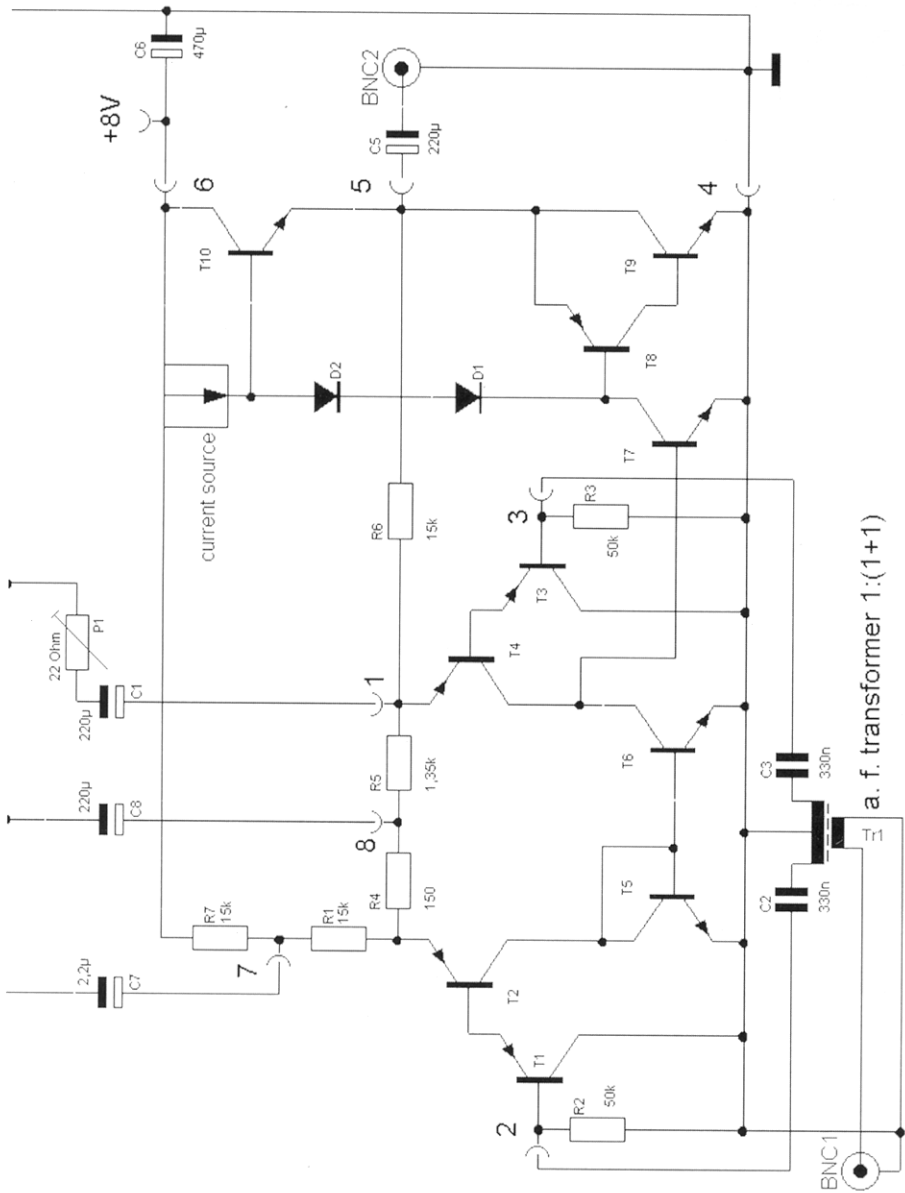 C6
470µ
+8V
BNC2
C5
220µ
6
5
4
T10
T9
T8
D2
D1
current source
T7
R6
15k
3
R3
50k
T3
22 Ohm
P1
220µ
C1
1
T4
R5
1,35k
T6
220µ
C8
8
R4
150
T5
R7
15k
R1
15k
2,2µ
C7
7
T2
T1
2
R2
50k
C3
330n
C2
330n
Tr1
a. f. transformer 1:(1+1)
BNC1